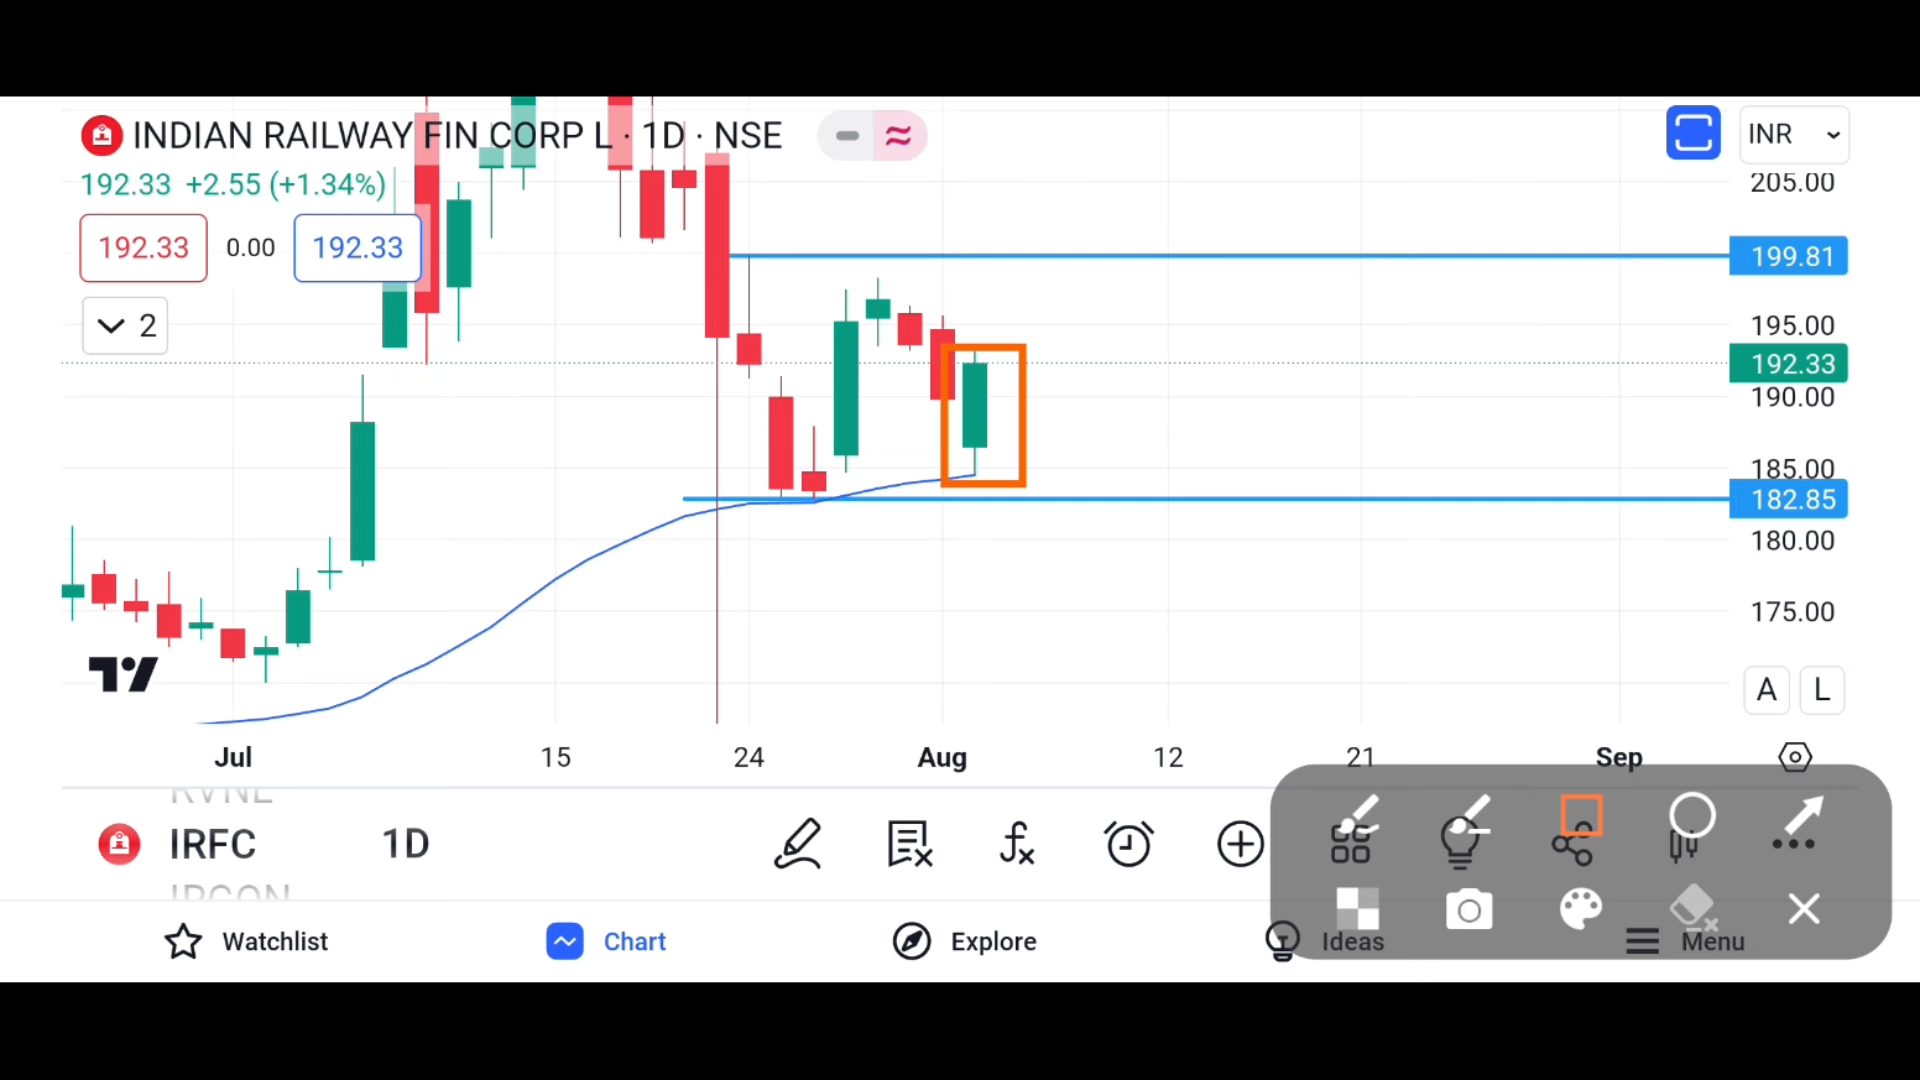 INDIAN RAILWAY FIN CORP L · 1D · NSE
INR
192.33 +2.55 (+1.34%)
192.33 0.00 192.33
2
205.00
199.81
195.00
192.33
190.00
185.00
182.85
180.00
175.00
A L
Jul 15 24 Aug 12 21 Sep
RVNL
IRFC 1D
IRCON
Watchlist Chart Explore Ideas Menu